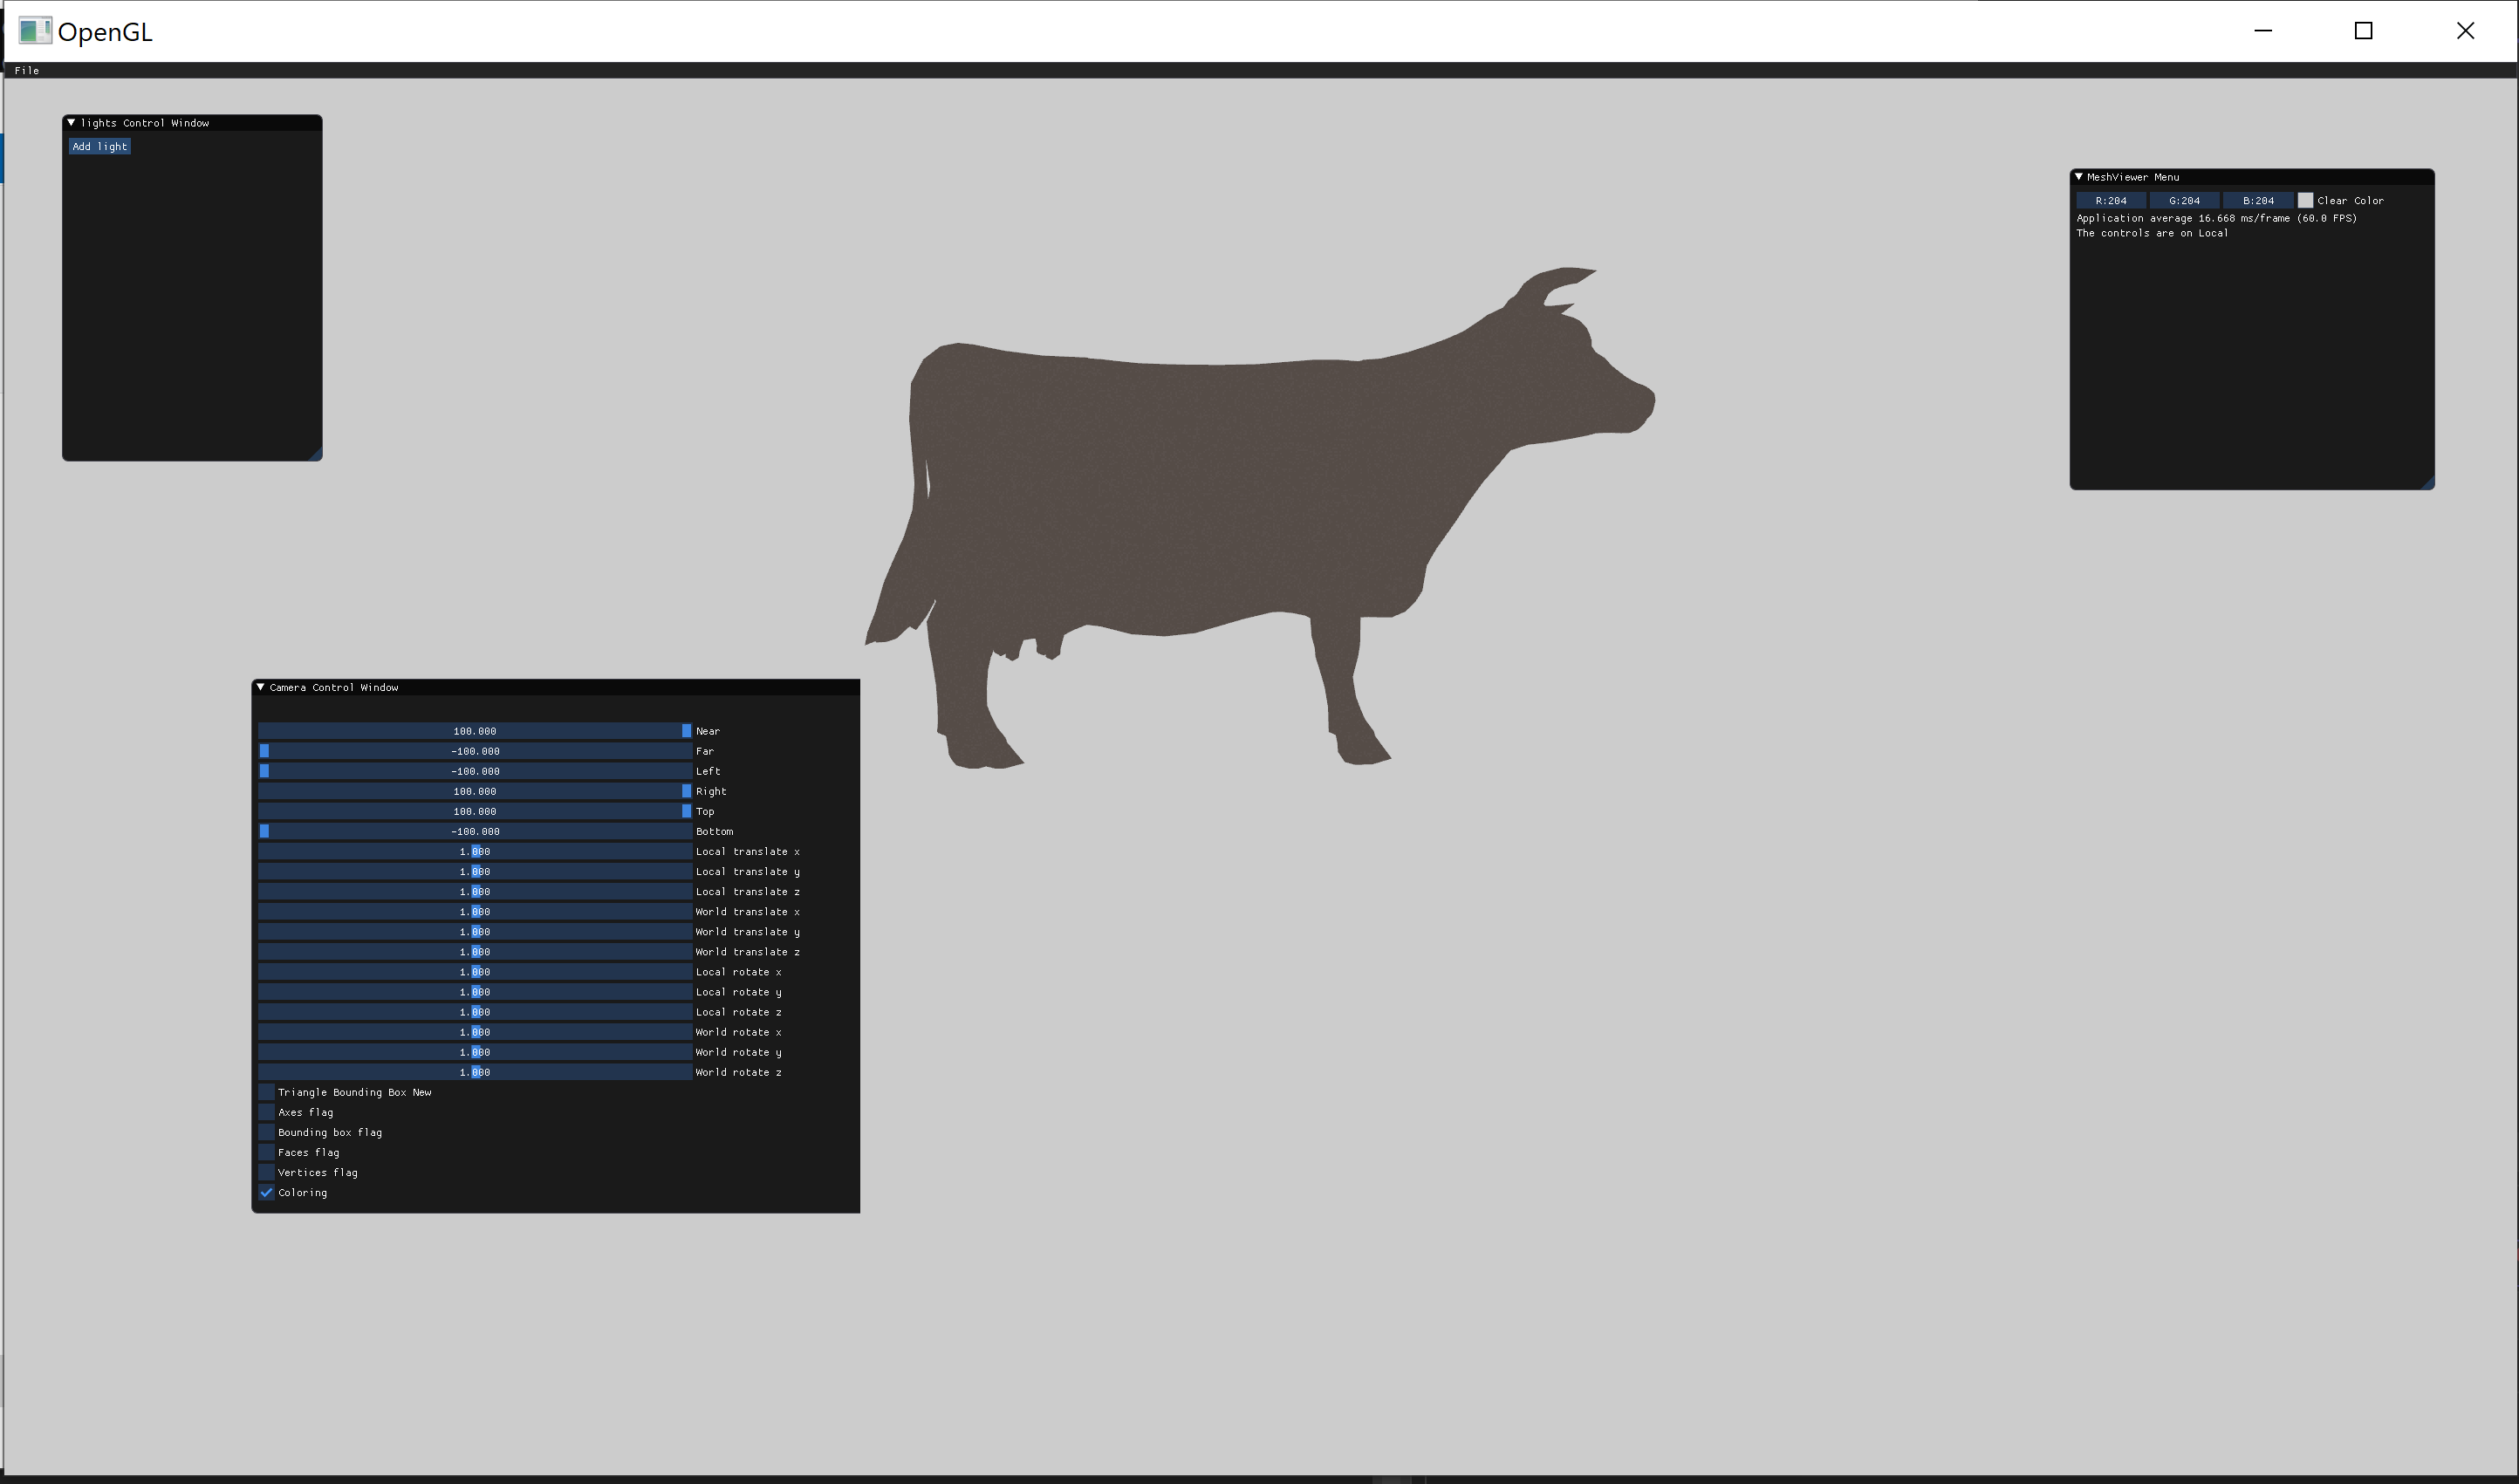 OpenGL
File
lights Control Window
Add light
MeshViewer Menu
R:204 G:204 B:204 Clear Color
Application average 16.668 ms/frame (60.0 FPS)
The controls are on Local
Camera Control Window
100.000 Near
-100.000 Far
-100.000 Left
100.000 Right
100.000 Top
-100.000 Bottom
1.000 Local translate x
1.000 Local translate y
1.000 Local translate z
1.000 World translate x
1.000 World translate y
1.000 World translate z
1.000 Local rotate x
1.000 Local rotate y
1.000 Local rotate z
1.000 World rotate x
1.000 World rotate y
1.000 World rotate z
Triangle Bounding Box New
Axes flag
Bounding box flag
Faces flag
Vertices flag
Coloring